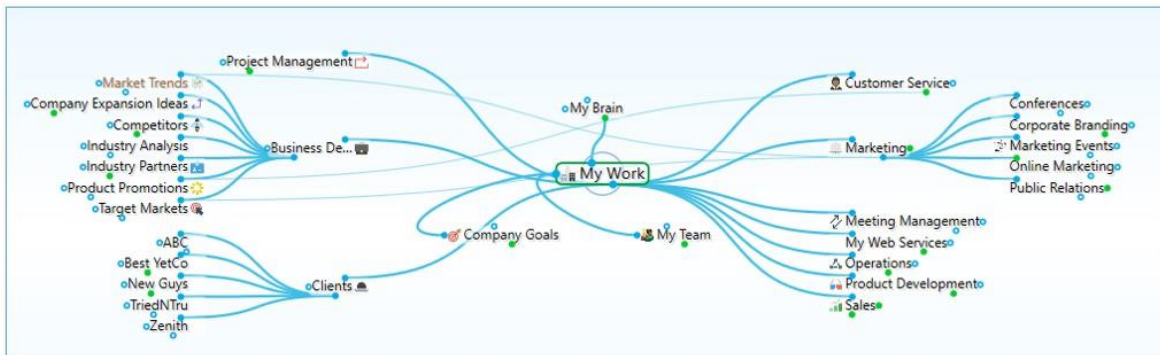 Project Management
Market Trends
Company Expansion Ideas
Competitors
Industry Analysis
Business De...
Industry Partners
Product Promotions
Target Markets
ABC
Best YetCo
New Guys
Clients
TriedNTru
Zenith
My Brain
My Work
Company Goals
My Team
Customer Service
Marketing
Conferences
Corporate Branding
Marketing Events
Online Marketing
Public Relations
Meeting Management
My Web Services
Operations
Product Development
Sales